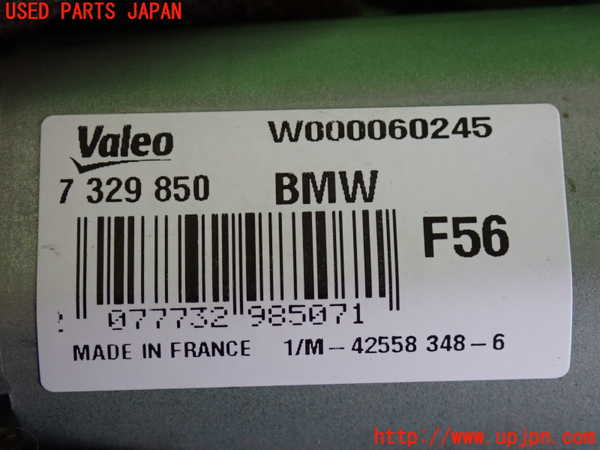 USED PARTS JAPAN
Valeo W000060245
7 329 850 BMW
F56
077732 985071
MADE IN FRANCE 1/M-42558 348-6
http://www.upjpn.com/